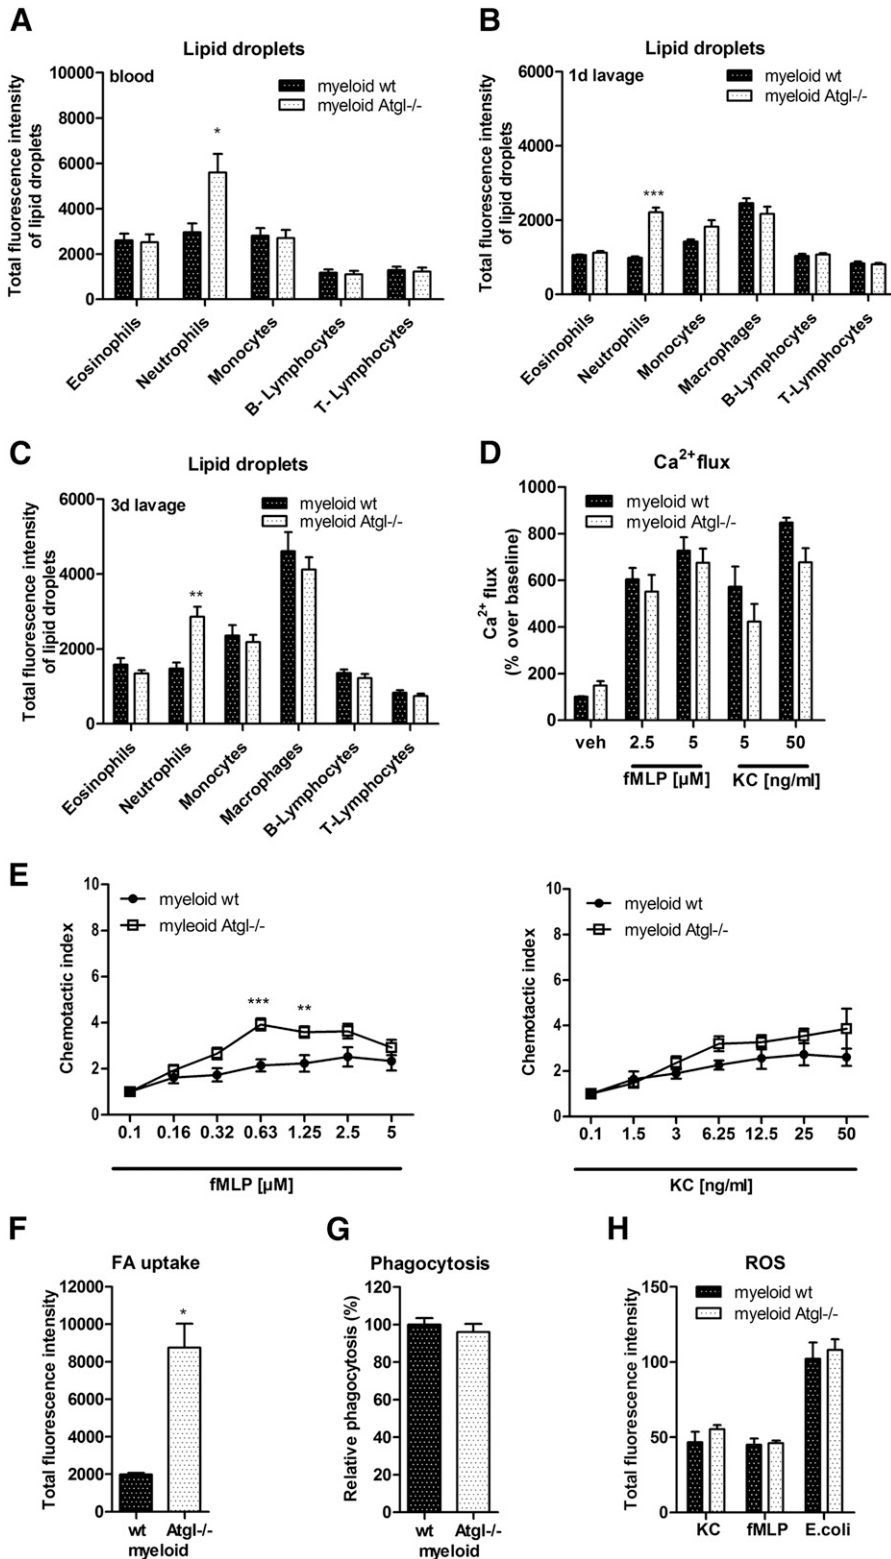 A
Lipid droplets
blood
myeloid wt
myeloid Atgl-/-
Total fluorescence intensity
of lipid droplets
10000
8000
6000
4000
2000
0
*
Eosinophils
Neutrophils
Monocytes
B- Lymphocytes
T- Lymphocytes
B
Lipid droplets
1d lavage
myeloid wt
myeloid Atgl-/-
Total fluorescence intensity
of lipid droplets
6000
4000
2000
0
***
Eosinophils
Neutrophils
Monocytes
Macrophages
B-Lymphocytes
T-Lymphocytes
C
Lipid droplets
3d lavage
myeloid wt
myeloid Atgl-/-
Total fluorescence intensity
of lipid droplets
6000
4000
2000
0
**
Eosinophils
Neutrophils
Monocytes
Macrophages
B-Lymphocytes
T-Lymphocytes
D
Ca2+flux
myeloid wt
myeloid Atgl-/-
Ca2+ flux
(% over baseline)
1000
800
600
400
200
0
veh 2.5 5 5 50
fMLP [µM] KC [ng/ml]
E
myeloid wt
myleoid Atgl-/-
Chemotactic index
10
8
6
4
2
0
*** **
0.1 0.16 0.32 0.63 1.25 2.5 5
fMLP [µM]
myeloid wt
myeloid Atgl-/-
Chemotactic index
10
8
6
4
2
0
0.1 1.5 3 6.25 12.5 25 50
KC [ng/ml]
F
FA uptake
Total fluorescence intensity
12000
10000
8000
6000
4000
2000
0
*
wt Atgl-/-
myeloid
G
Phagocytosis
Relative phagocytosis (%)
120
100
80
60
40
20
0
wt Atgl-/-
myeloid
H
ROS
myeloid wt
myeloid Atgl-/-
Total fluorescence intensity
150
100
50
0
KC fMLP E.coli